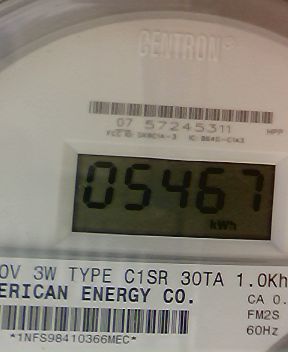 CENTRON®
07 57245311
HPP
05467
kWh
0V 3W TYPE C1SR 30TA 1.0Kh
ERICAN ENERGY CO.
CA 0.
FM2S
60Hz
*1NFS98410366MEC*